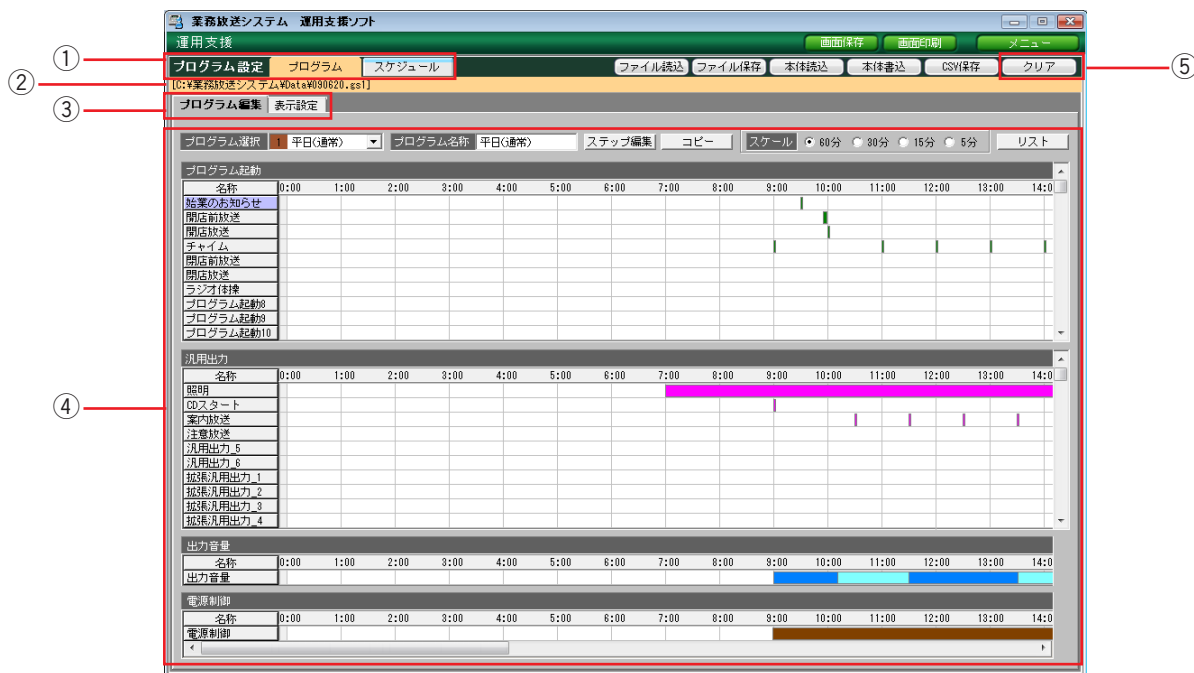 業務放送システム 運用支援ソフト
運用支援 画面保存 画面印刷 メニュー
① プログラム設定 プログラム スケジュール ファイル読込 ファイル保存 本体読込 本体書込 CSV保存 クリア ⑤
② [C:¥業務放送システム¥Data¥090620.gs1]
③ プログラム編集 表示設定
プログラム選択 1 平日(通常) プログラム名称 平日(通常) ステップ編集 コピー スケール 60分 30分 15分 5分 リスト
プログラム起動
名称 0:00 1:00 2:00 3:00 4:00 5:00 6:00 7:00 8:00 9:00 10:00 11:00 12:00 13:00 14:0
始業のお知らせ
開店前放送
開店放送
チャイム
閉店前放送
閉店放送
ラジオ体操
プログラム起動8
プログラム起動9
プログラム起動10
汎用出力
名称 0:00 1:00 2:00 3:00 4:00 5:00 6:00 7:00 8:00 9:00 10:00 11:00 12:00 13:00 14:0
照明
CDスタート
④ 案内放送
注意放送
汎用出力_5
汎用出力_6
拡張汎用出力_1
拡張汎用出力_2
拡張汎用出力_3
拡張汎用出力_4
出力音量
名称 0:00 1:00 2:00 3:00 4:00 5:00 6:00 7:00 8:00 9:00 10:00 11:00 12:00 13:00 14:0
出力音量
電源制御
名称 0:00 1:00 2:00 3:00 4:00 5:00 6:00 7:00 8:00 9:00 10:00 11:00 12:00 13:00 14:0
電源制御